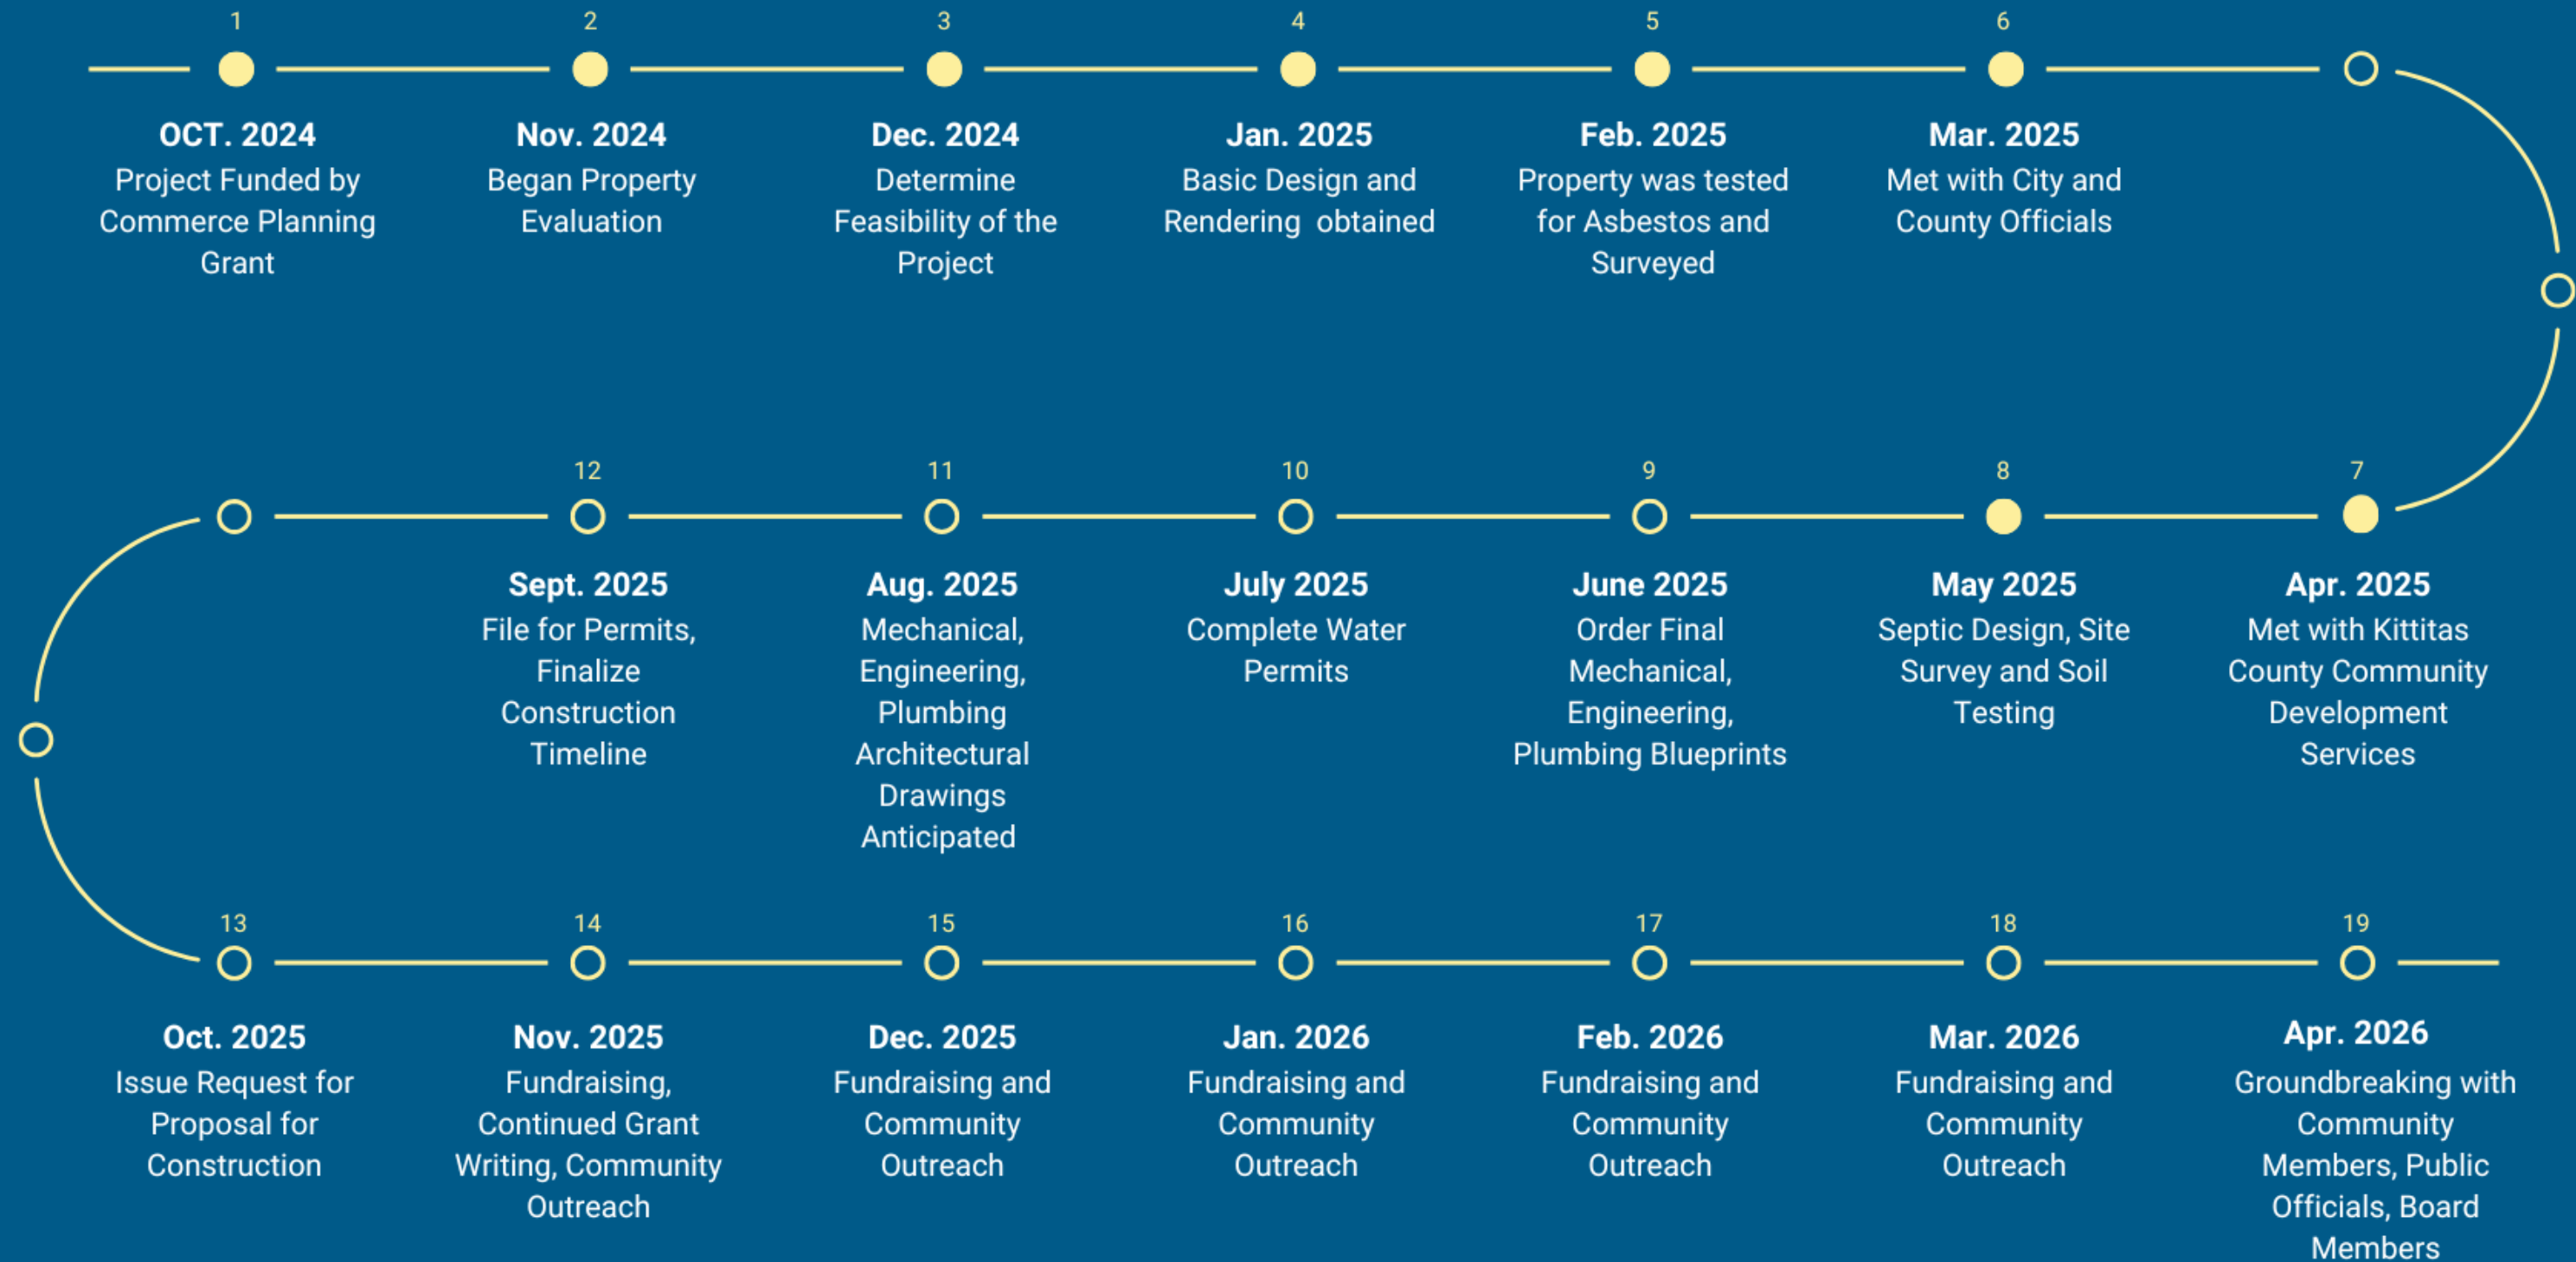 1
OCT. 2024
Project Funded by
Commerce Planning
Grant
2
Nov. 2024
Began Property
Evaluation
3
Dec. 2024
Determine
Feasibility of the
Project
4
Jan. 2025
Basic Design and
Rendering  obtained
5
Feb. 2025
Property was tested
for Asbestos and
Surveyed
6
Mar. 2025
Met with City and
County Officials
7
Apr. 2025
Met with Kittitas
County Community
Development
Services
8
May 2025
Septic Design, Site
Survey and Soil
Testing
9
June 2025
Order Final
Mechanical,
Engineering,
Plumbing Blueprints
10
July 2025
Complete Water
Permits
11
Aug. 2025
Mechanical,
Engineering,
Plumbing
Architectural
Drawings
Anticipated
12
Sept. 2025
File for Permits,
Finalize
Construction
Timeline
13
Oct. 2025
Issue Request for
Proposal for
Construction
14
Nov. 2025
Fundraising,
Continued Grant
Writing, Community
Outreach
15
Dec. 2025
Fundraising and
Community
Outreach
16
Jan. 2026
Fundraising and
Community
Outreach
17
Feb. 2026
Fundraising and
Community
Outreach
18
Mar. 2026
Fundraising and
Community
Outreach
19
Apr. 2026
Groundbreaking with
Community
Members, Public
Officials, Board
Members